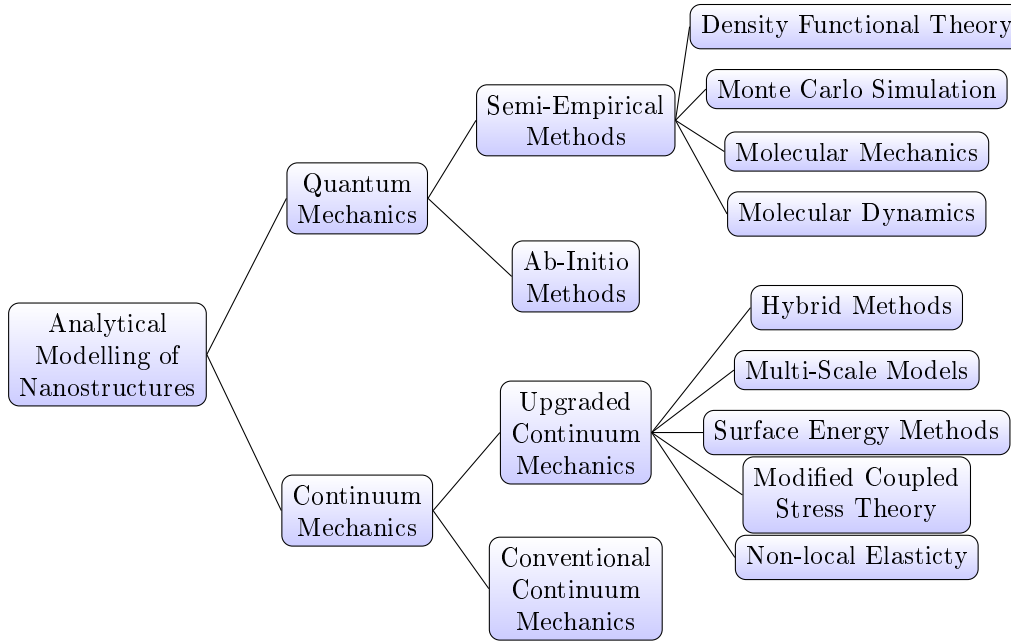 Analytical
Modelling of
Nanostructures
Quantum
Mechanics
Semi-Empirical
Methods
Density Functional Theory
Monte Carlo Simulation
Molecular Mechanics
Molecular Dynamics
Ab-Initio
Methods
Continuum
Mechanics
Upgraded
Continuum
Mechanics
Hybrid Methods
Multi-Scale Models
Surface Energy Methods
Modified Coupled
Stress Theory
Non-local Elasticty
Conventional
Continuum
Mechanics